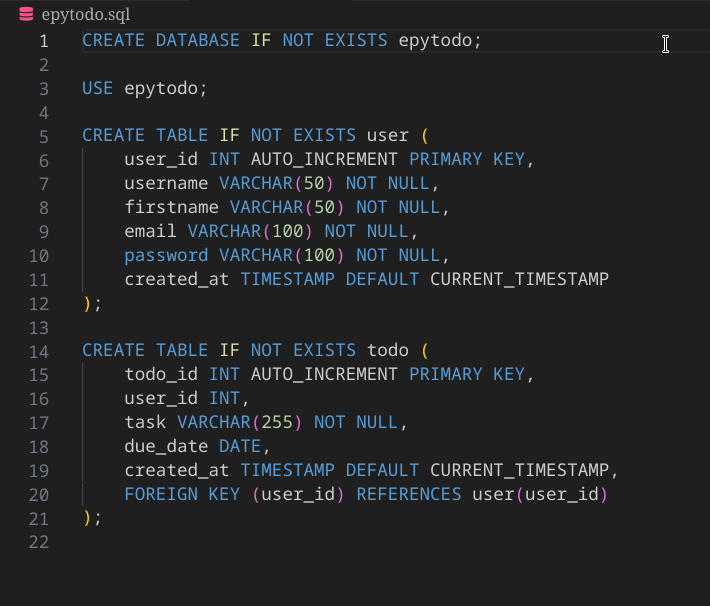 epytodo.sql
1 CREATE DATABASE IF NOT EXISTS epytodo;
2
3 USE epytodo;
4
5 CREATE TABLE IF NOT EXISTS user (
6     user_id INT AUTO_INCREMENT PRIMARY KEY,
7     username VARCHAR(50) NOT NULL,
8     firstname VARCHAR(50) NOT NULL,
9     email VARCHAR(100) NOT NULL,
10     password VARCHAR(100) NOT NULL,
11     created_at TIMESTAMP DEFAULT CURRENT_TIMESTAMP
12 );
13
14 CREATE TABLE IF NOT EXISTS todo (
15     todo_id INT AUTO_INCREMENT PRIMARY KEY,
16     user_id INT,
17     task VARCHAR(255) NOT NULL,
18     due_date DATE,
19     created_at TIMESTAMP DEFAULT CURRENT_TIMESTAMP,
20     FOREIGN KEY (user_id) REFERENCES user(user_id)
21 );
22